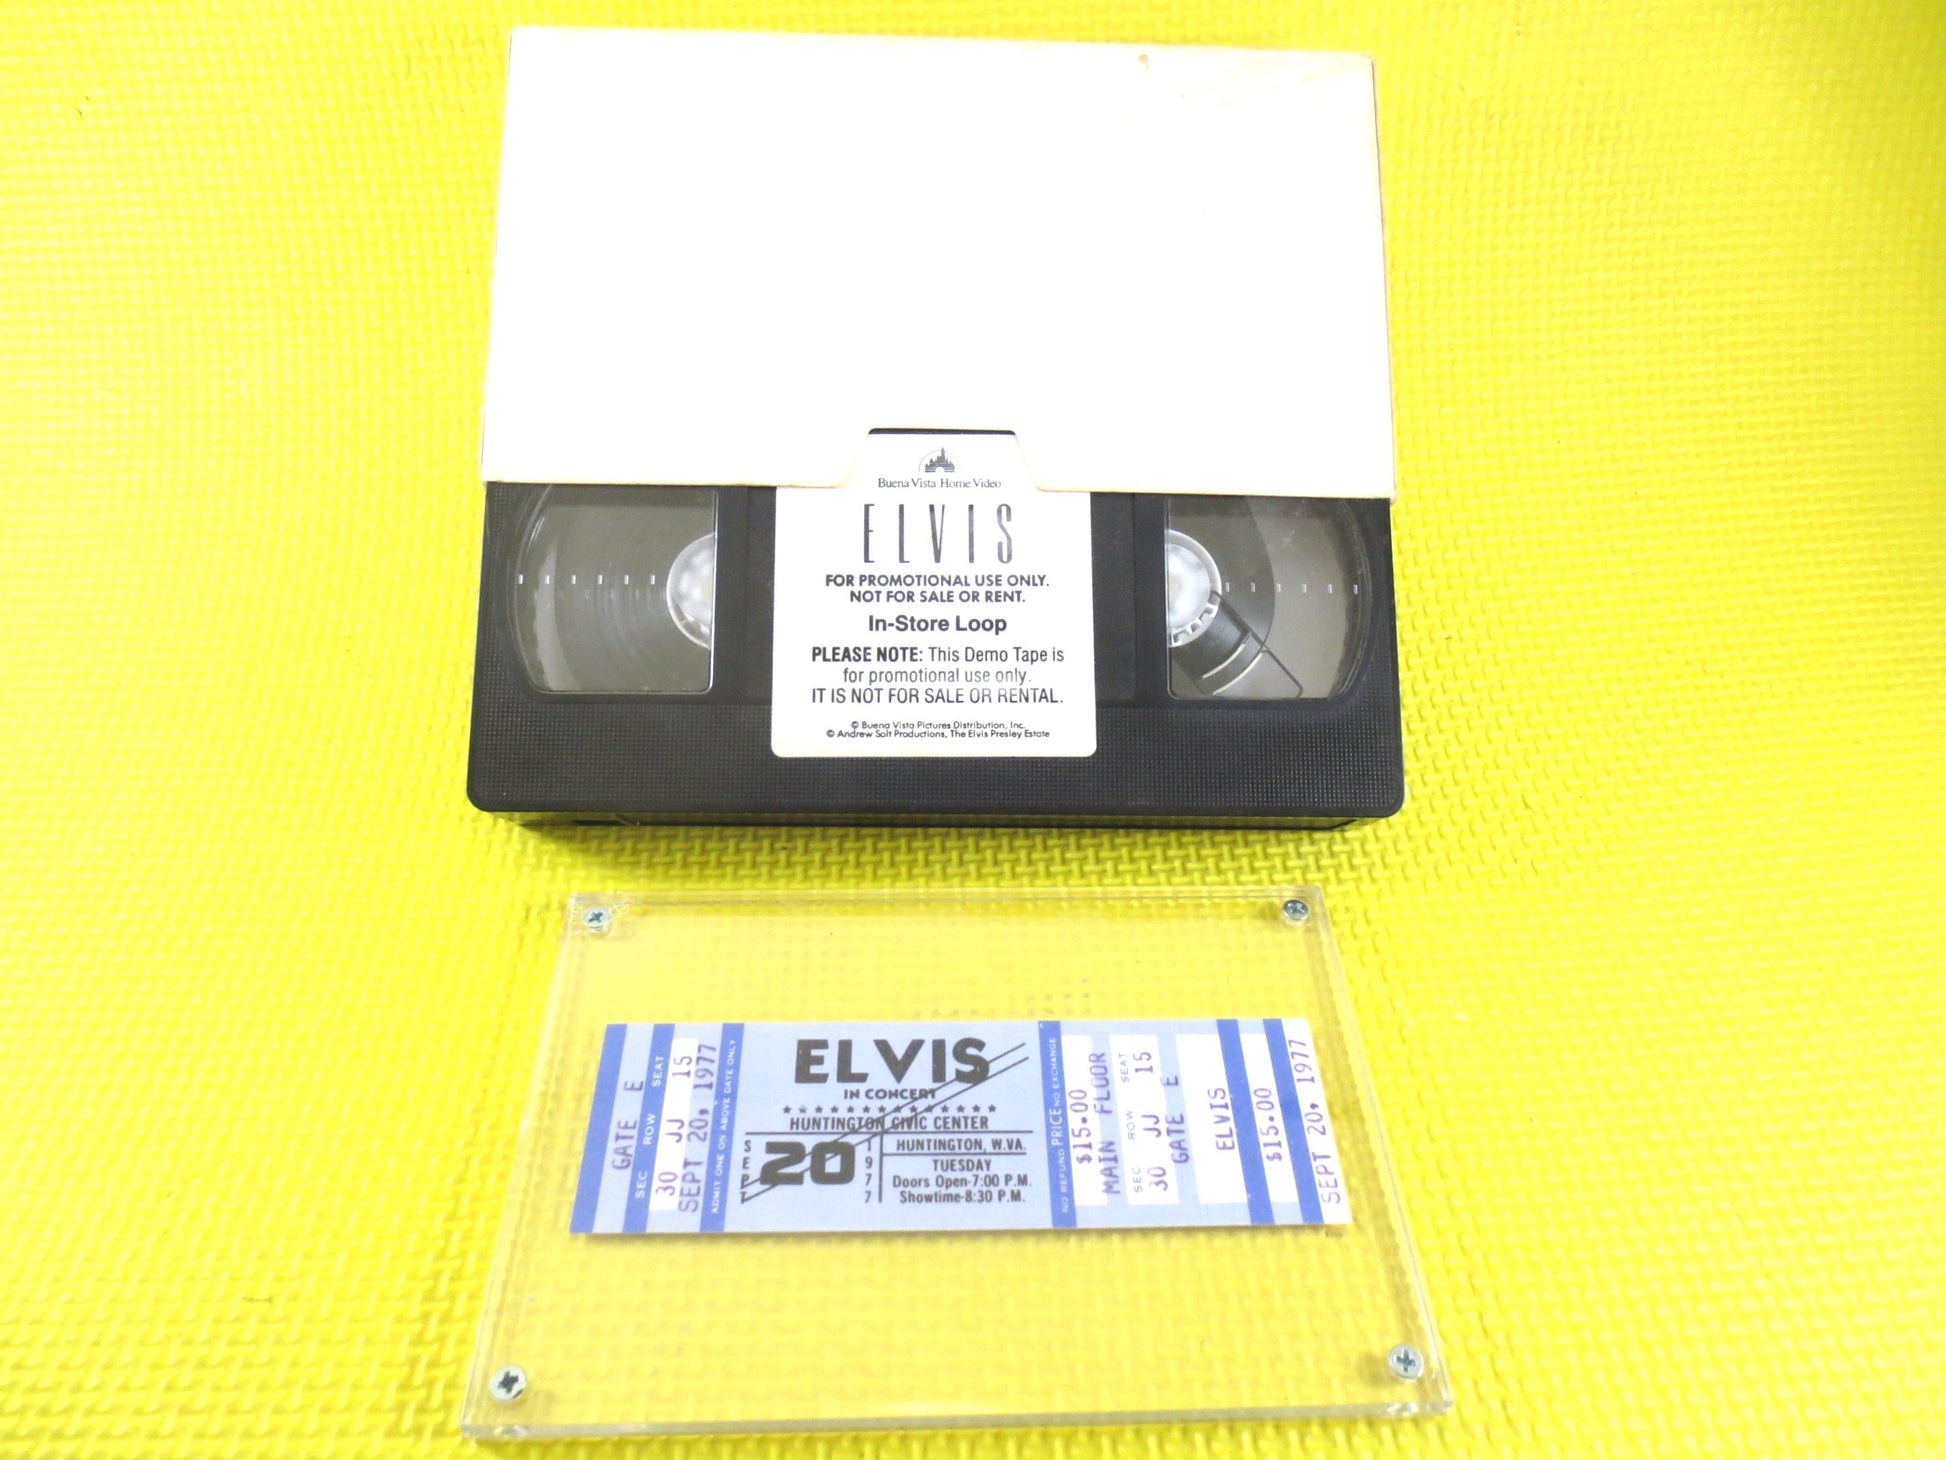 Buena Vista Home Video
ELVIS
FOR PROMOTIONAL USE ONLY.
NOT FOR SALE OR RENT.
In-Store Loop
PLEASE NOTE: This Demo Tape is
for promotional use only.
IT IS NOT FOR SALE OR RENTAL.
© Buena Vista Pictures Distribution, Inc.
© Andrew Solt Productions, The Elvis Presley Estate
GATE E
SEC ROW SEAT
30 JJ 15
SEPT 20, 1977
ADMIT ONE ON ABOVE DATE ONLY
ELVIS
IN CONCERT
HUNTINGTON CIVIC CENTER
SEPT 20 1977
HUNTINGTON, W.VA.
TUESDAY
Doors Open-7:00 P.M.
Showtime-8:30 P.M.
NO REFUND PRICE NO EXCHANGE
$15.00
MAIN FLOOR
SEC ROW SEAT
30 JJ 15
GATE E
ELVIS
$15.00
SEPT 20, 1977